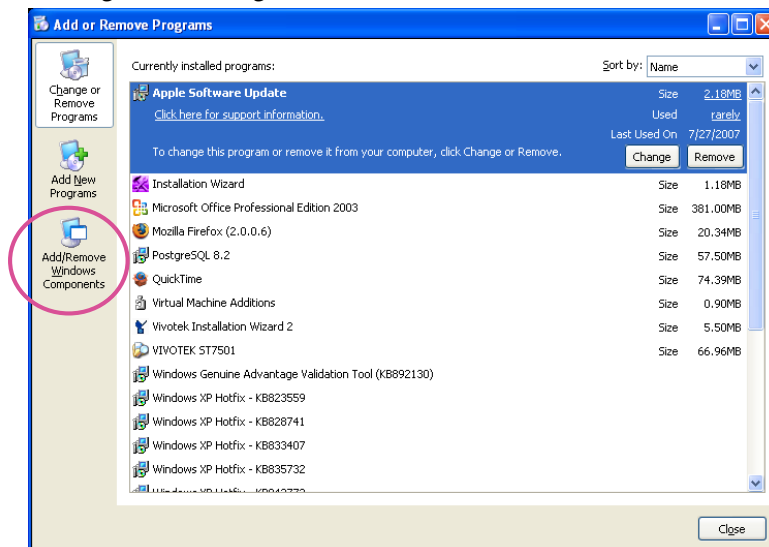 Add or Remove Programs
Change or
Remove
Programs
Add New
Programs
Add/Remove
Windows
Components
Currently installed programs:
Sort by: Name
Apple Software Update Size 2.18MB
Click here for support information. Used rarely
Last Used On 7/27/2007
To change this program or remove it from your computer, click Change or Remove. Change Remove
Installation Wizard Size 1.18MB
Microsoft Office Professional Edition 2003 Size 381.00MB
Mozilla Firefox (2.0.0.6) Size 20.34MB
PostgreSQL 8.2 Size 57.50MB
QuickTime Size 74.39MB
Virtual Machine Additions Size 0.90MB
Vivotek Installation Wizard 2 Size 5.50MB
VIVOTEK ST7501 Size 66.96MB
Windows Genuine Advantage Validation Tool (KB892130)
Windows XP Hotfix - KB823559
Windows XP Hotfix - KB828741
Windows XP Hotfix - KB833407
Windows XP Hotfix - KB835732
Close